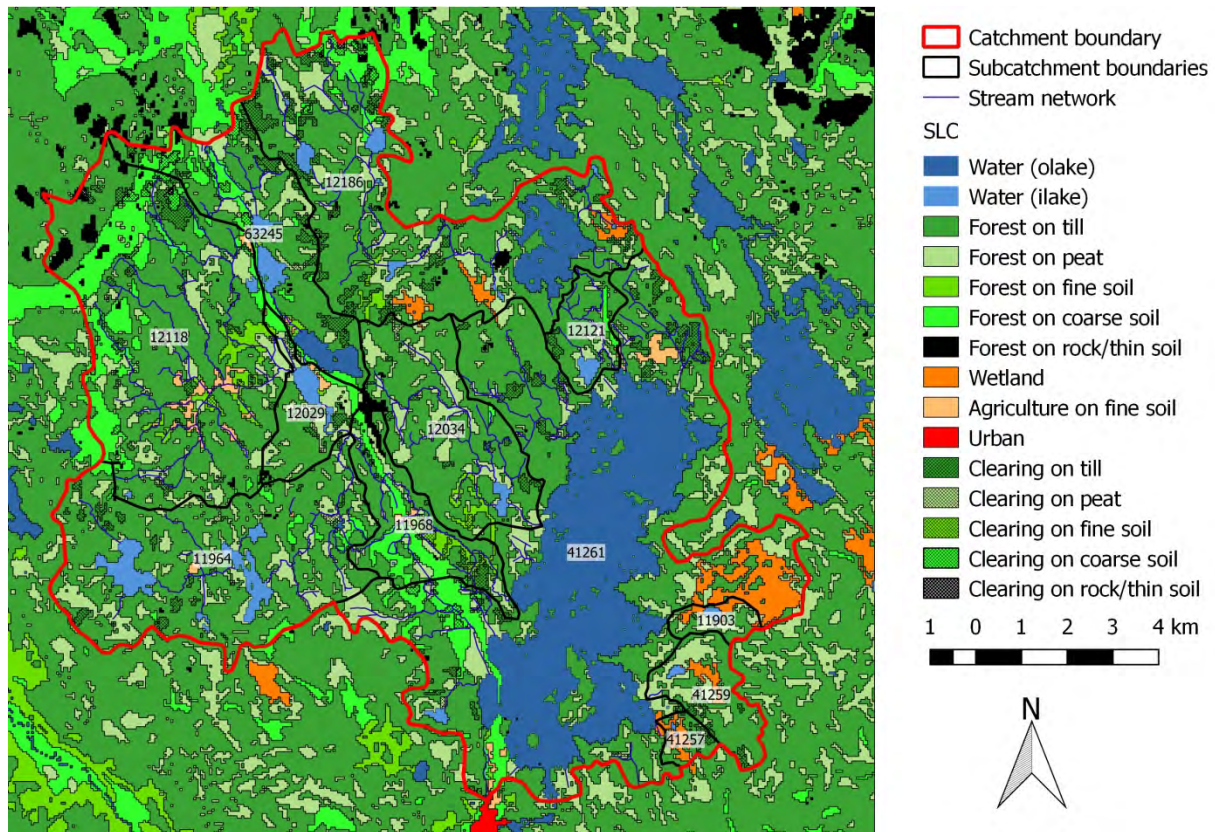 12186
63245
12118
12121
12029
12034
11968
11964
41261
11903
41259
41257
Catchment boundary
Subcatchment boundaries
Stream network
SLC
Water (olake)
Water (ilake)
Forest on till
Forest on peat
Forest on fine soil
Forest on coarse soil
Forest on rock/thin soil
Wetland
Agriculture on fine soil
Urban
Clearing on till
Clearing on peat
Clearing on fine soil
Clearing on coarse soil
Clearing on rock/thin soil
1 0 1 2 3 4 km
N